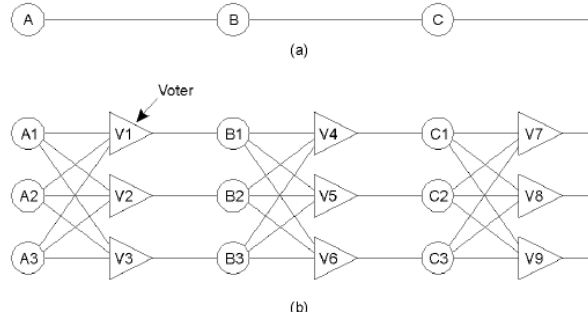 A B C
(a)
Voter
A1 V1 B1 V4 C1 V7
A2 V2 B2 V5 C2 V8
A3 V3 B3 V6 C3 V9
(b)